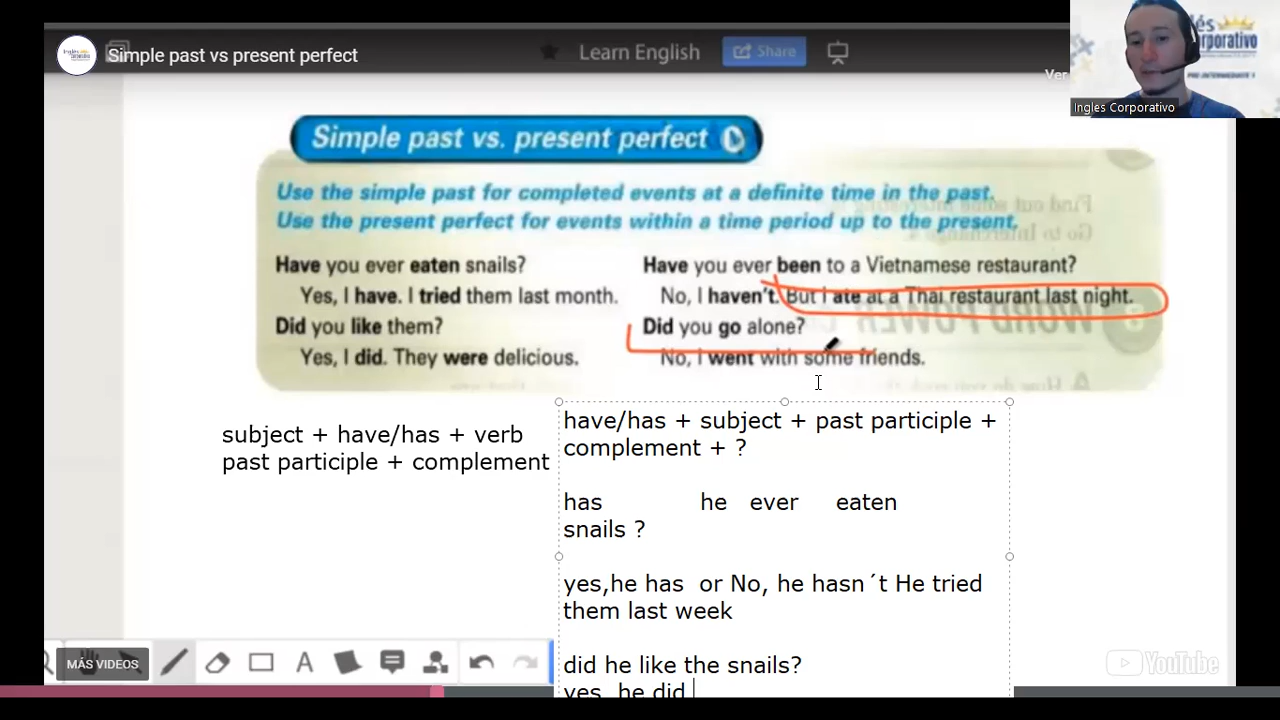 Simple past vs present perfect
Learn English
Share
Ver
Inglés Corporativo
Ingles Corporativo
Simple past vs. present perfect
Use the simple past for completed events at a definite time in the past.
Use the present perfect for events within a time period up to the present.
Have you ever eaten snails?
Yes, I have. I tried them last month.
Did you like them?
Yes, I did. They were delicious.
Have you ever been to a Vietnamese restaurant?
No, I haven't. But I ate at a Thai restaurant last night.
Did you go alone?
No, I went with some friends.
subject + have/has + verb
past participle + complement
have/has + subject + past participle +
complement + ?
has he ever eaten
snails ?
yes,he has or No, he hasn´t He tried
them last week
did he like the snails?
yes he did
MÁS VIDEOS
YouTube